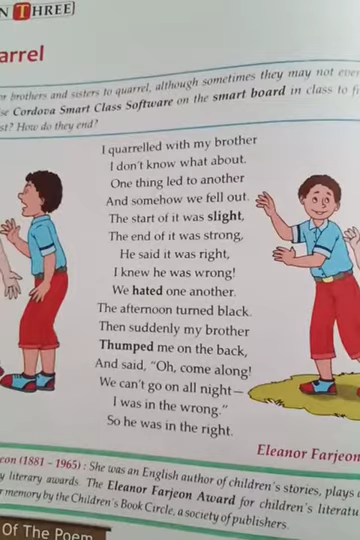 N THREE
arrel
or brothers and sisters to quarrel, although sometimes they may not ever
se Cordova Smart Class Software on the smart board in class to fi
st? How do they end?
I quarrelled with my brother
I don't know what about.
One thing led to another
And somehow we fell out.
The start of it was slight,
The end of it was strong,
He said it was right,
I knew he was wrong!
We hated one another.
The afternoon turned black.
Then suddenly my brother
Thumped me on the back,
And said, "Oh, come along!
We can't go on all night—
I was in the wrong."
So he was in the right.
Eleanor Farjeon
eon (1881 – 1965) : She was an English author of children's stories, plays
y literary awards. The Eleanor Farjeon Award for children's literatu
r memory by the Children's Book Circle, a society of publishers.
Of The Poem